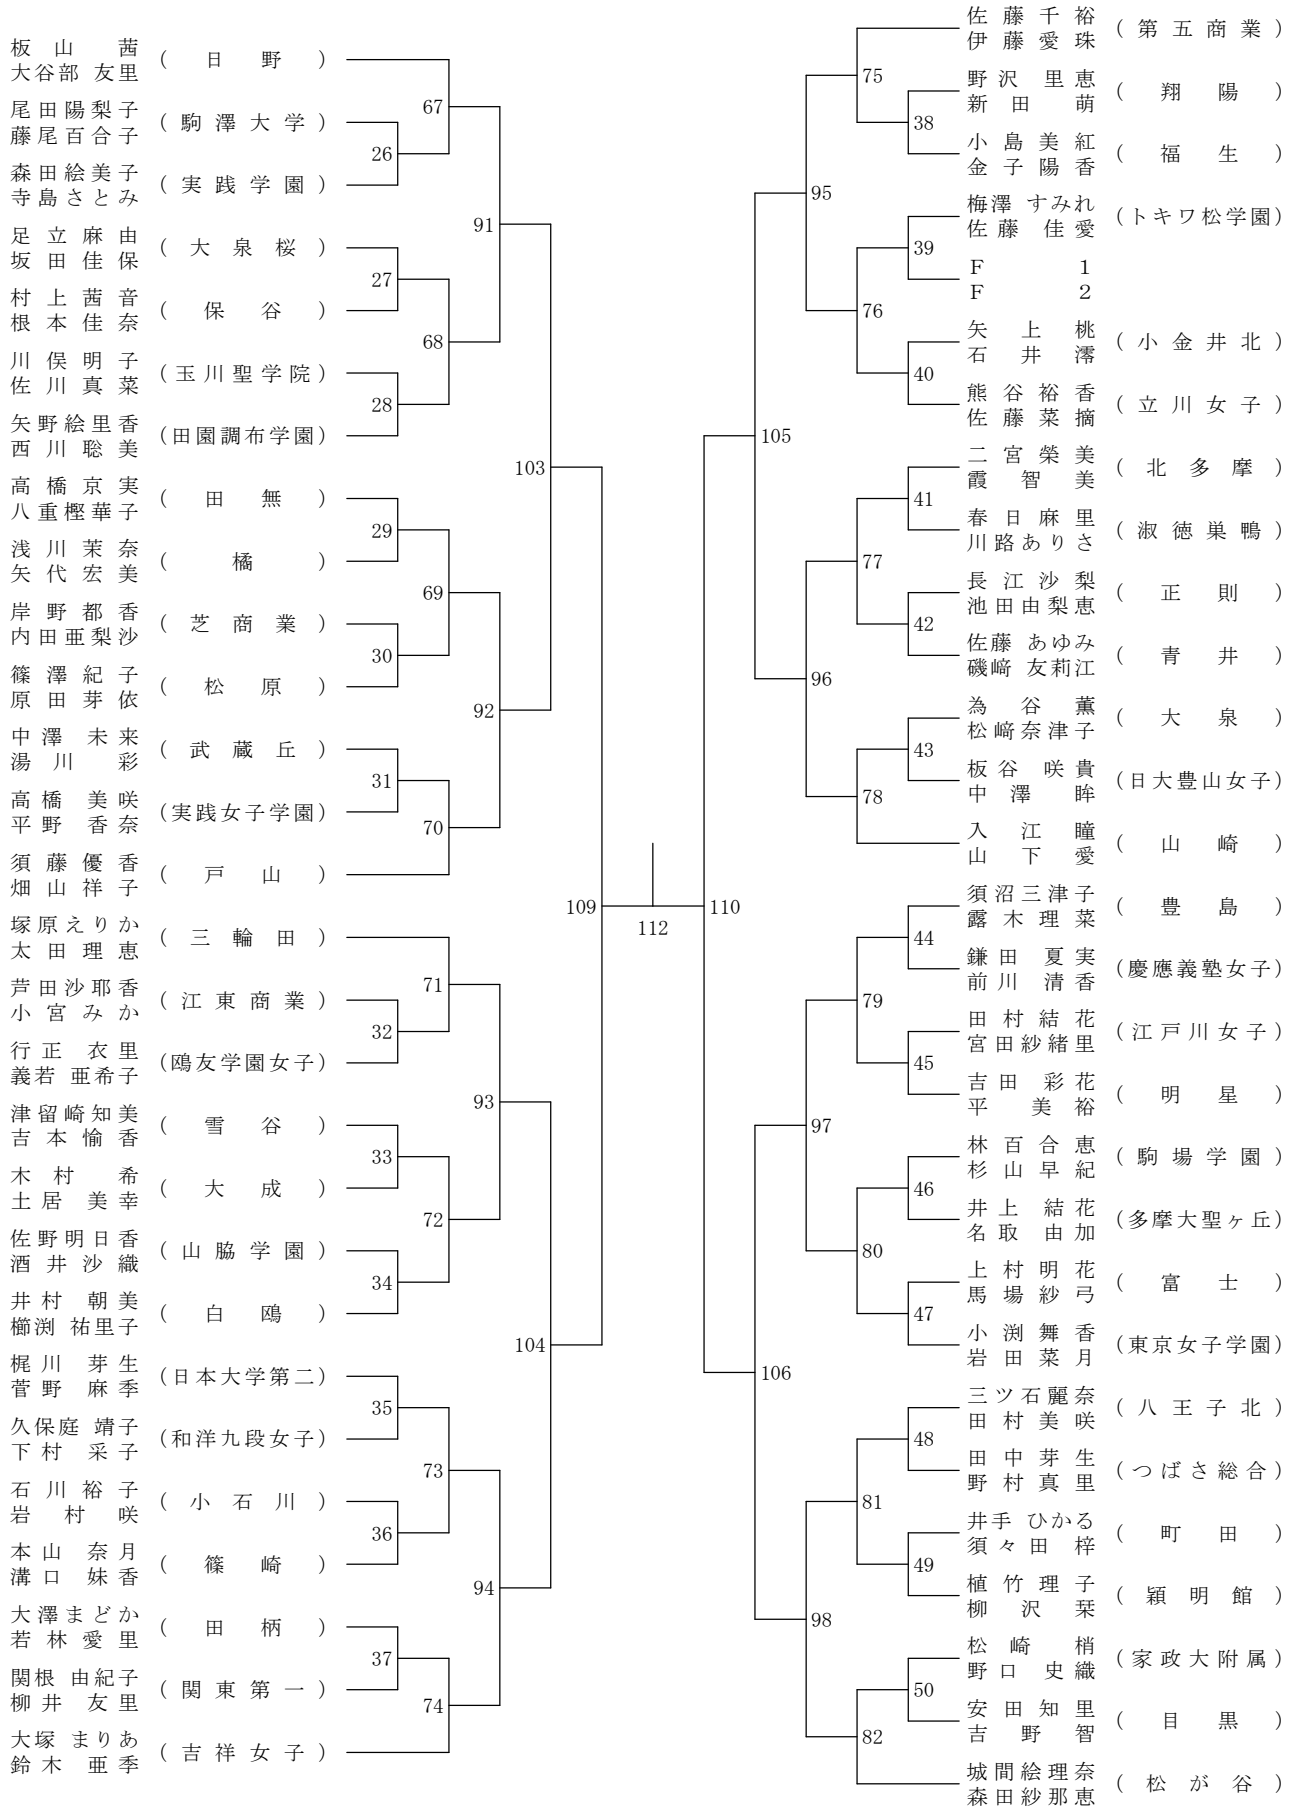 板山 茜
大谷部 友里
( 日 野 )
尾田陽梨子
藤尾百合子
( 駒 澤 大 学 )
森田絵美子
寺島さとみ
( 実 践 学 園 )
足立麻由
坂田佳保
( 大 泉 桜 )
村上茜音
根本佳奈
( 保 谷 )
川俣明子
佐川真菜
(玉川聖学院)
矢野絵里香
西川聡美
(田園調布学園)
高橋京実
八重樫華子
( 田 無 )
浅川茉奈
矢代宏美
( 橘 )
岸野都香
内田亜梨沙
( 芝 商 業 )
篠澤紀子
原田芽依
( 松 原 )
中澤 未来
湯川 彩
( 武 蔵 丘 )
高橋 美咲
平野 香奈
(実践女子学園)
須藤優香
畑山祥子
( 戸 山 )
塚原えりか
太田理恵
( 三 輪 田 )
芦田沙耶香
小宮みか
( 江 東 商 業 )
行正 衣里
義若 亜希子
(鴎友学園女子)
津留崎知美
吉本愉香
( 雪 谷 )
木村 希
土居 美幸
( 大 成 )
佐野明日香
酒井沙織
( 山 脇 学 園 )
井村 朝美
櫛渕 祐里子
( 白 鴎 )
梶川 芽生
菅野 麻季
(日本大学第二)
久保庭 靖子
下村 采子
(和洋九段女子)
石川裕子
岩村 咲
( 小 石 川 )
本山 奈月
溝口 妹香
( 篠 崎 )
大澤まどか
若林愛里
( 田 柄 )
関根 由紀子
柳井 友里
( 関 東 第 一 )
大塚 まりあ
鈴木 亜季
( 吉 祥 女 子 )
26
27
28
29
30
31
32
33
34
35
36
37
67
68
69
70
71
72
73
74
91
92
93
94
103
104
109
112
110
105
106
95
96
97
98
75
76
77
78
79
80
81
82
38
39
40
41
42
43
44
45
46
47
48
49
50
佐藤千裕
伊藤愛珠
( 第 五 商 業 )
野沢 里恵
新田 萌
( 翔 陽 )
小島美紅
金子陽香
( 福 生 )
梅澤 すみれ
佐藤 佳愛
(トキワ松学園)
F 1
F 2
矢上 桃
石井 澪
( 小 金 井 北 )
熊谷裕香
佐藤菜摘
( 立 川 女 子 )
二宮榮美
霞 智美
( 北 多 摩 )
春日麻里
川路ありさ
( 淑 徳 巣 鴨 )
長江沙梨
池田由梨恵
( 正 則 )
佐藤 あゆみ
磯﨑 友莉江
( 青 井 )
為谷 薫
松﨑奈津子
( 大 泉 )
板谷 咲貴
中澤 眸
(日大豊山女子)
入江 瞳
山下 愛
( 山 崎 )
須沼三津子
露木理菜
( 豊 島 )
鎌田 夏実
前川 清香
(慶應義塾女子)
田村結花
宮田紗緒里
(江戸川女子)
吉田 彩花
平 美裕
( 明 星 )
林百合恵
杉山早紀
( 駒 場 学 園 )
井上 結花
名取 由加
(多摩大聖ヶ丘)
上村明花
馬場紗弓
( 富 士 )
小渕舞香
岩田菜月
(東京女子学園)
三ツ石麗奈
田村美咲
( 八 王 子 北 )
田中芽生
野村真里
(つばさ総合)
井手 ひかる
須々田 梓
( 町 田 )
植竹理子
柳沢 栞
( 穎 明 館 )
松崎 梢
野口 史織
(家政大附属)
安田知里
吉野 智
( 目 黒 )
城間絵理奈
森田紗那恵
( 松 が 谷 )